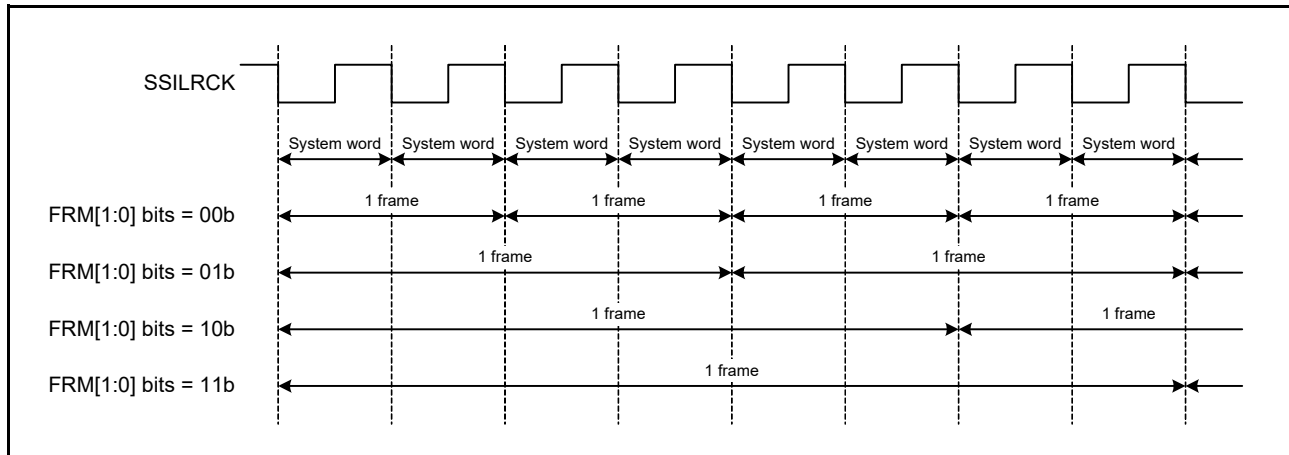 SSILRCK
System word System word System word System word System word System word System word System word
FRM[1:0] bits = 00b 1 frame 1 frame 1 frame 1 frame
FRM[1:0] bits = 01b 1 frame 1 frame
FRM[1:0] bits = 10b 1 frame 1 frame
FRM[1:0] bits = 11b 1 frame